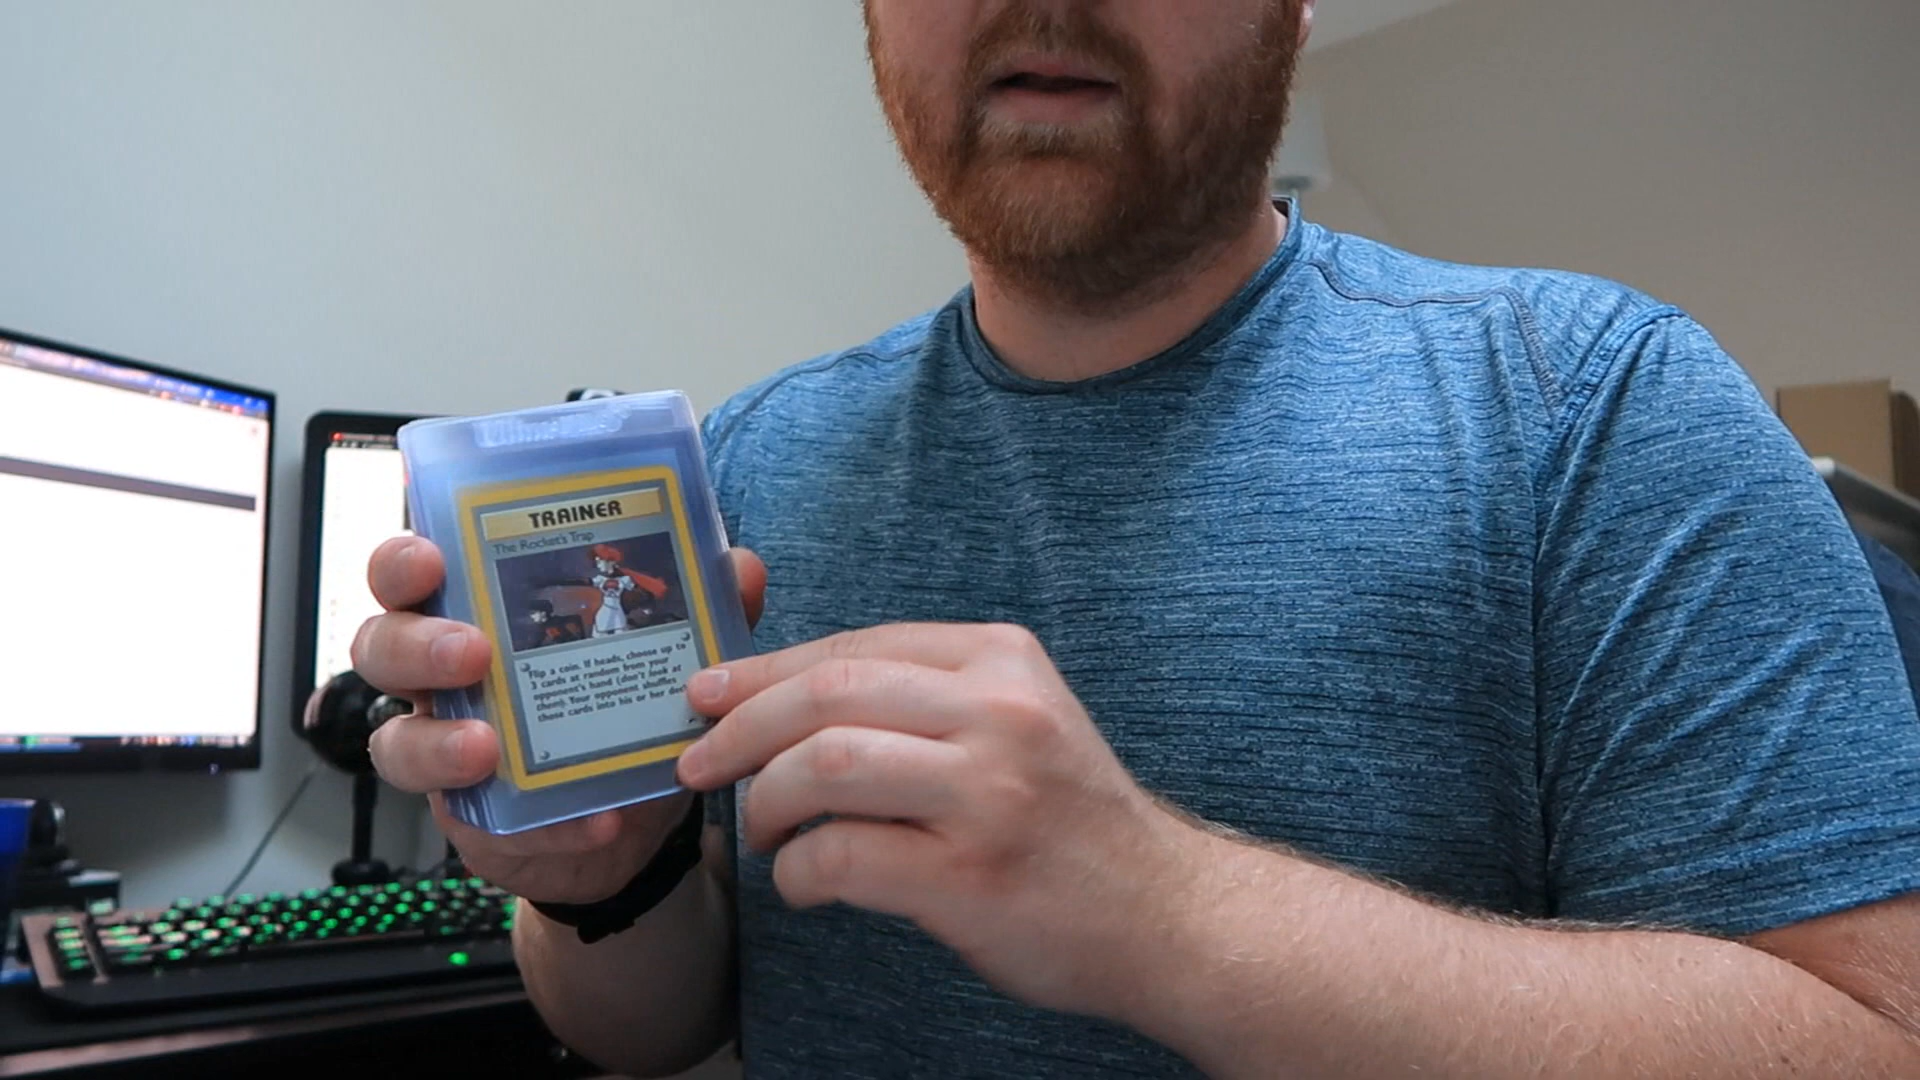 TRAINER
The Rocket's Trap
Flip a coin. If heads, choose up to
3 cards at random from your
opponent's hand (don't look at
them). Your opponent shuffles
those cards into his or her deck